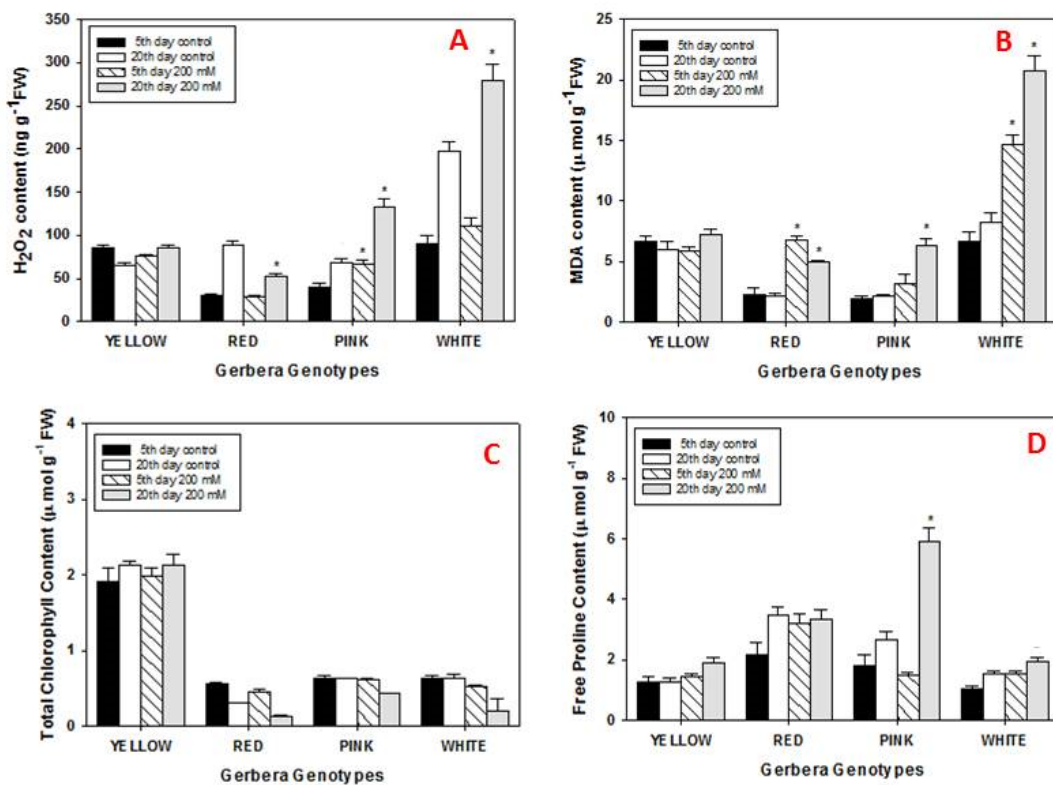 A
H₂O₂ content (ng g⁻¹FW)
350
300
250
200
150
100
50
0
5th day control
20th day control
5th day 200 mM
20th day 200 mM
*
*
*
*
YELLOW RED PINK WHITE
Gerbera Genotypes
B
MDA content (μ mol g⁻¹FW)
25
20
15
10
5
0
5th day control
20th day control
5th day 200 mM
20th day 200 mM
*
*
*
*
*
YELLOW RED PINK WHITE
Gerbera Genotypes
C
Total Chlorophyll Content (μ mol g⁻¹ FW)
4
3
2
1
0
5th day control
20th day control
5th day 200 mM
20th day 200 mM
YELLOW RED PINK WHITE
Gerbera Genotypes
D
Free Proline Content (μ mol g⁻¹ FW)
10
8
6
4
2
0
5th day control
20th day control
5th day 200 mM
20th day 200 mM
*
YELLOW RED PINK WHITE
Gerbera Genotypes